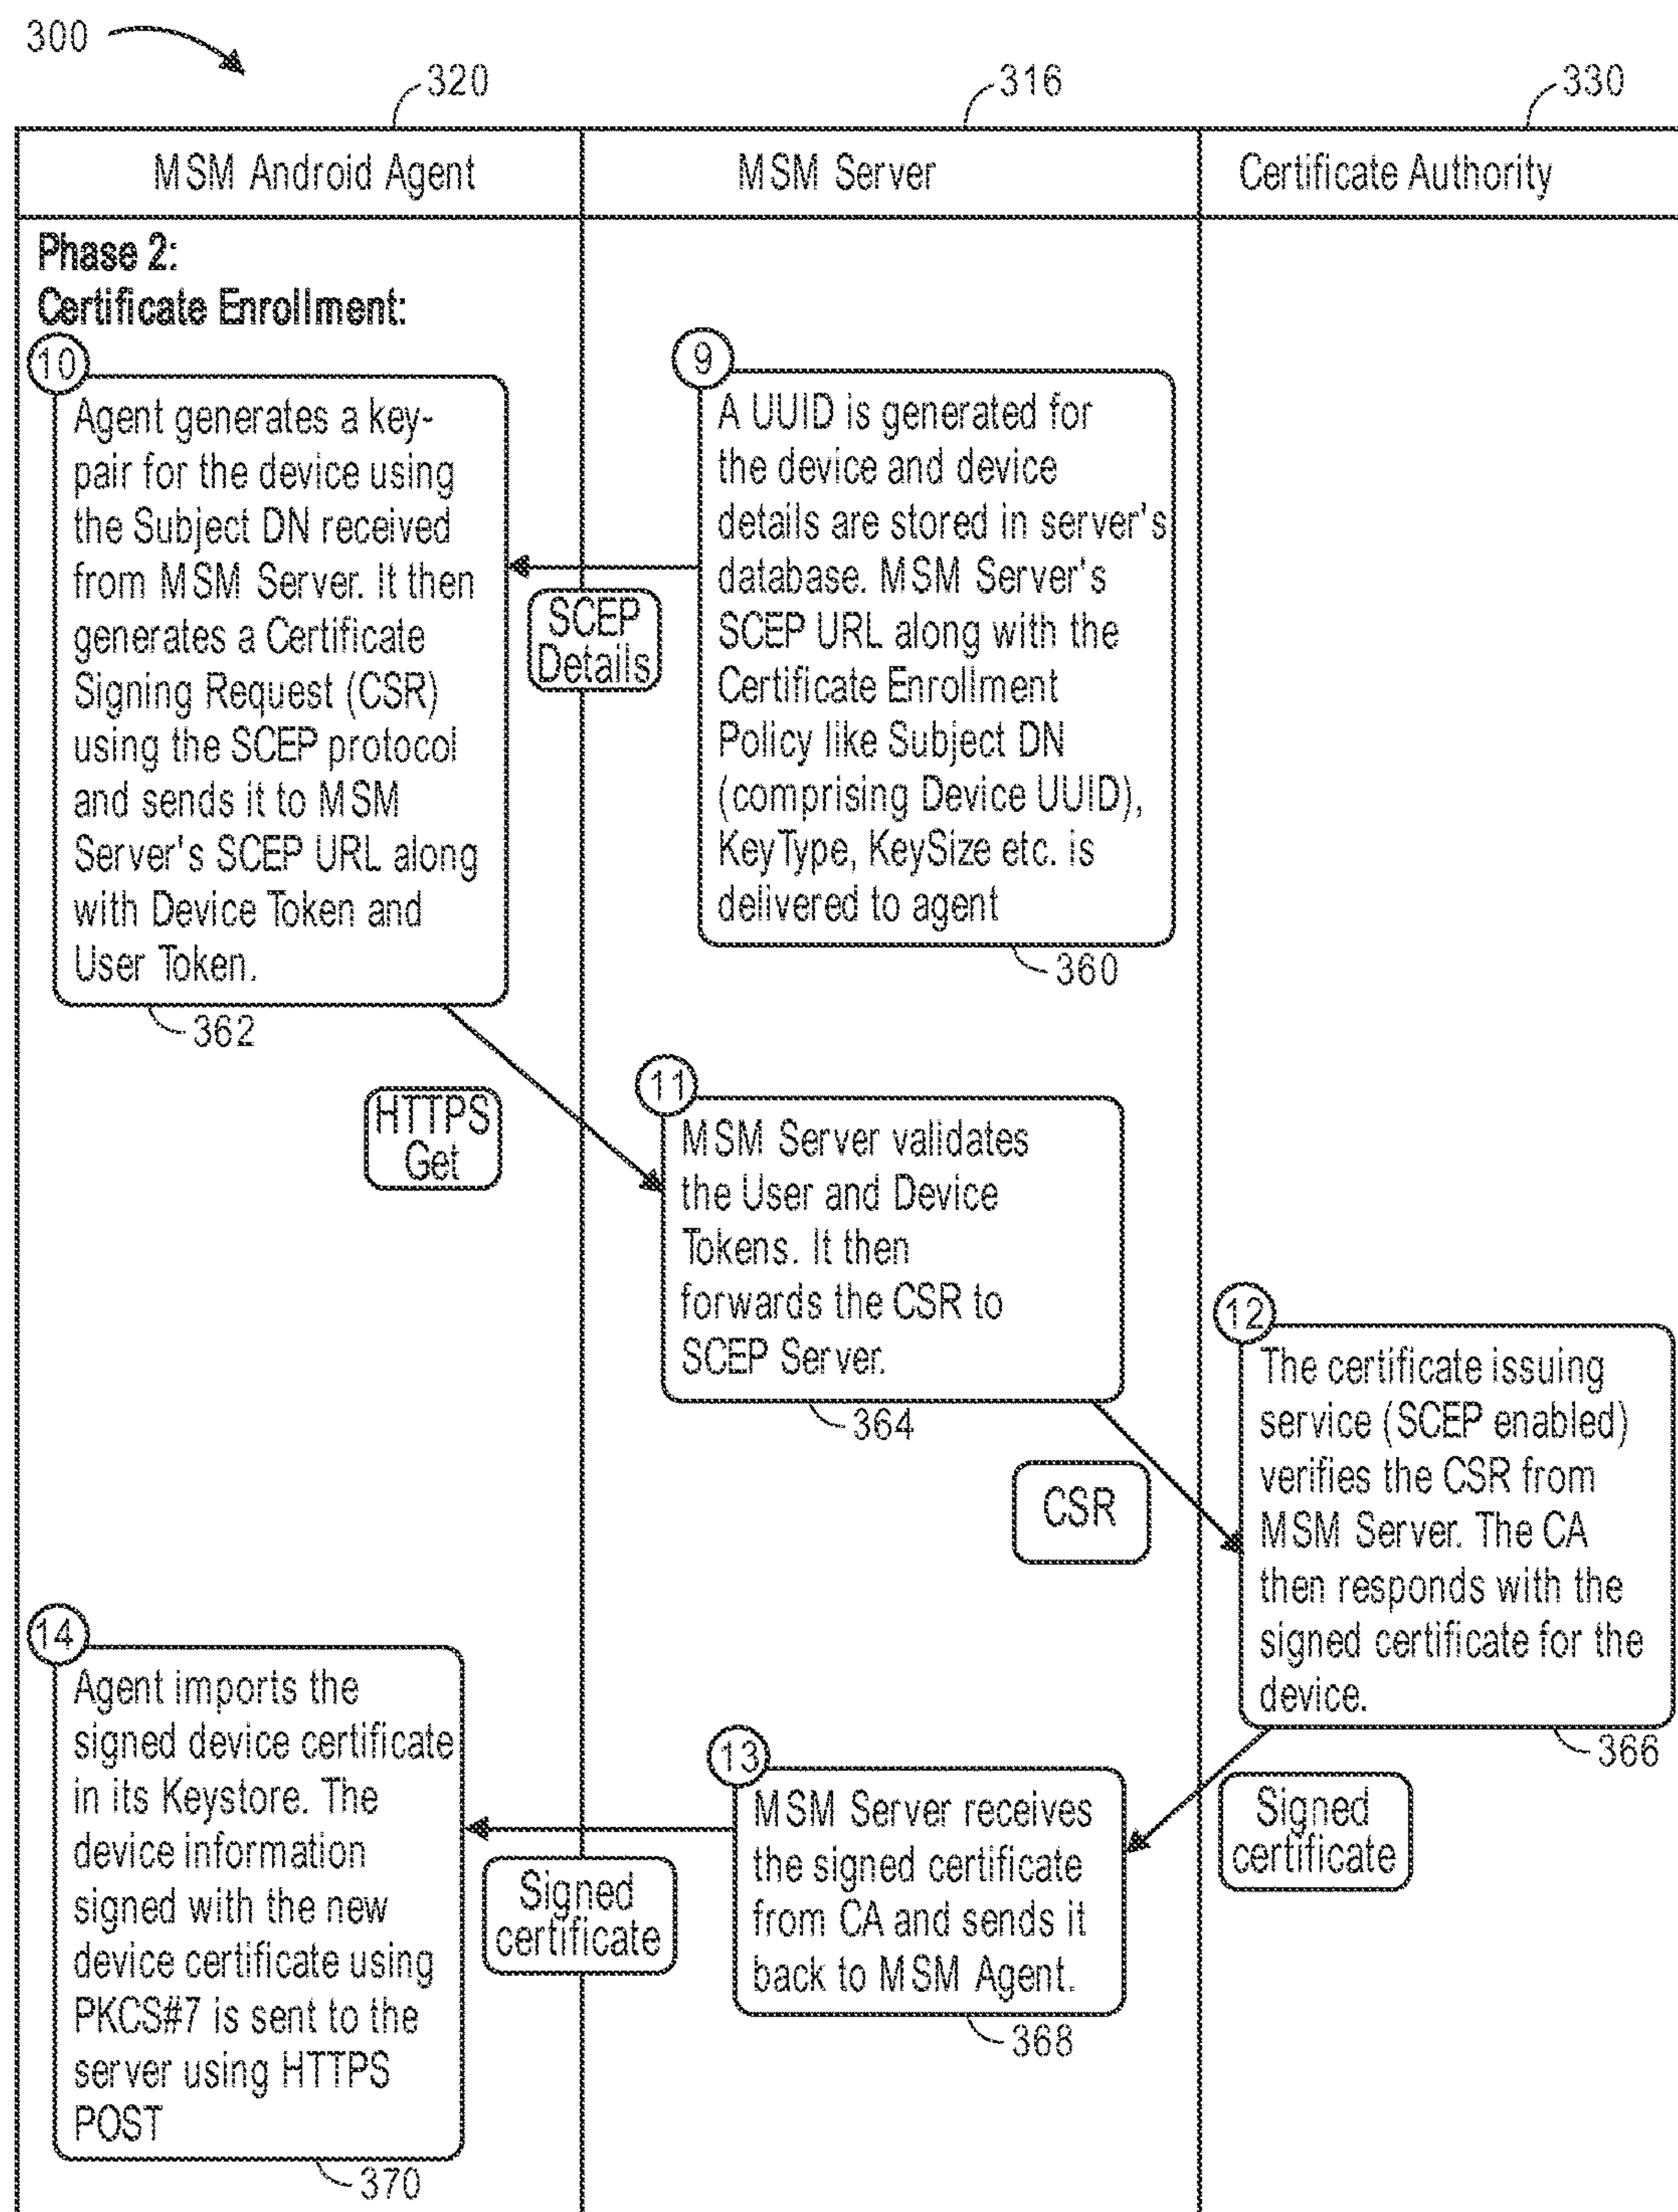 300
320
316
330
MSM Android Agent
MSM Server
Certificate Authority
Phase 2:
Certificate Enrollment:
10
Agent generates a key-
pair for the device using
the Subject DN received
from MSM Server. It then
generates a Certificate
Signing Request (CSR)
using the SCEP protocol
and sends it to MSM
Server's SCEP URL along
with Device Token and
User Token.
362
SCEP
Details
9
A UUID is generated for
the device and device
details are stored in server's
database. MSM Server's
SCEP URL along with the
Certificate Enrollment
Policy like Subject DN
(comprising Device UUID),
KeyType, KeySize etc. is
delivered to agent
360
HTTPS
Get
11
MSM Server validates
the User and Device
Tokens. It then
forwards the CSR to
SCEP Server.
364
CSR
12
The certificate issuing
service (SCEP enabled)
verifies the CSR from
MSM Server. The CA
then responds with the
signed certificate for the
device.
366
Signed
certificate
13
MSM Server receives
the signed certificate
from CA and sends it
back to MSM Agent.
368
Signed
certificate
14
Agent imports the
signed device certificate
in its Keystore. The
device information
signed with the new
device certificate using
PKCS#7 is sent to the
server using HTTPS
POST
370